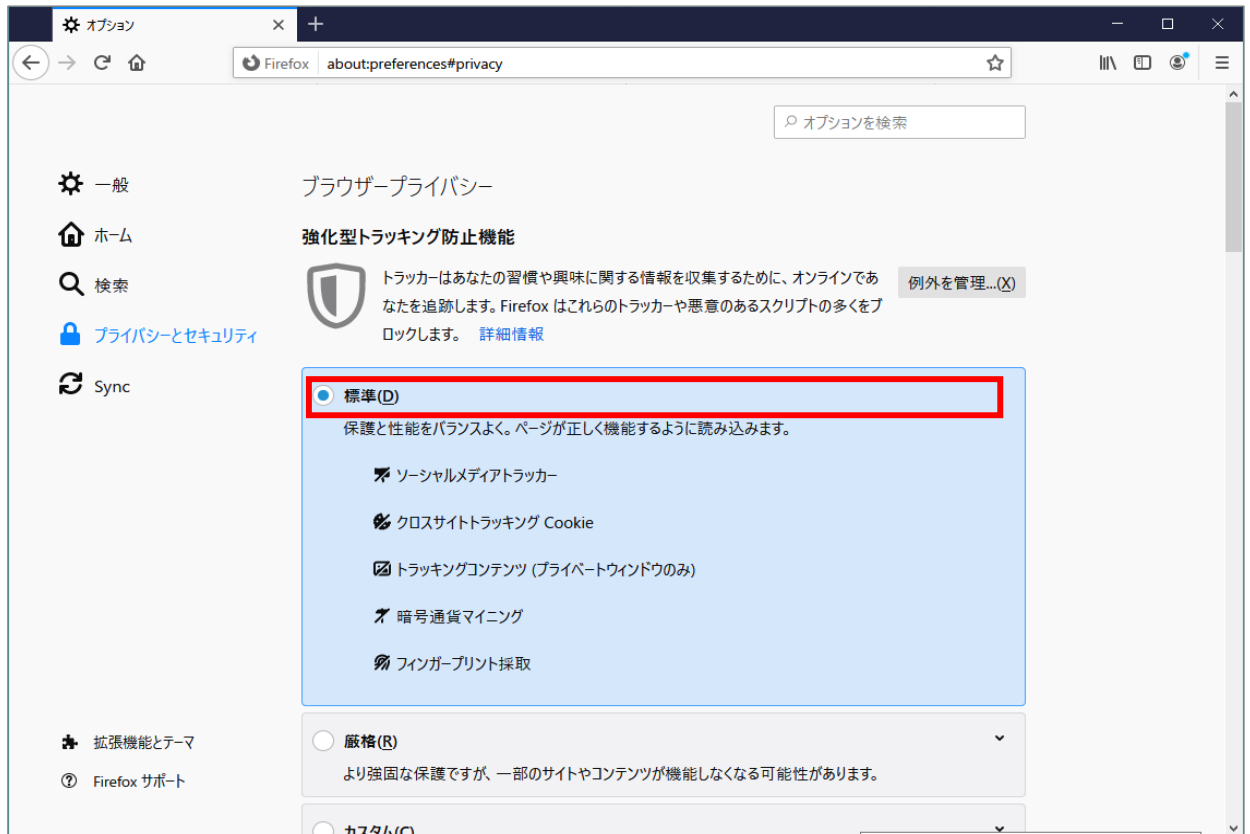 オプション
Firefox about:preferences#privacy
オプションを検索
一般
ホーム
検索
プライバシーとセキュリティ
Sync
拡張機能とテーマ
Firefox サポート
ブラウザープライバシー
強化型トラッキング防止機能
トラッカーはあなたの習慣や興味に関する情報を収集するために、オンラインであ
なたを追跡します。Firefox はこれらのトラッカーや悪意のあるスクリプトの多くをブ
ロックします。 詳細情報
例外を管理...(X)
標準(D)
保護と性能をバランスよく。ページが正しく機能するように読み込みます。
ソーシャルメディアトラッカー
クロスサイトトラッキング Cookie
トラッキングコンテンツ (プライベートウィンドウのみ)
暗号通貨マイニング
フィンガープリント採取
厳格(R)
より強固な保護ですが、一部のサイトやコンテンツが機能しなくなる可能性があります。
カスタム(C)